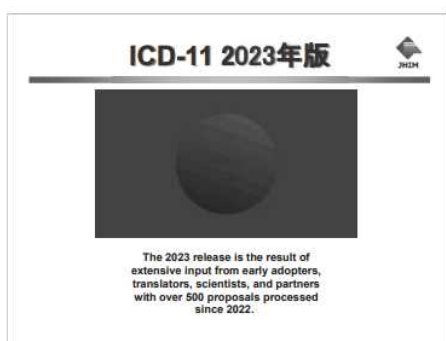 ICD-11 2023年版
JHIM
The 2023 release is the result of
extensive input from early adopters,
translators, scientists, and partners
with over 500 proposals processed
since 2022.